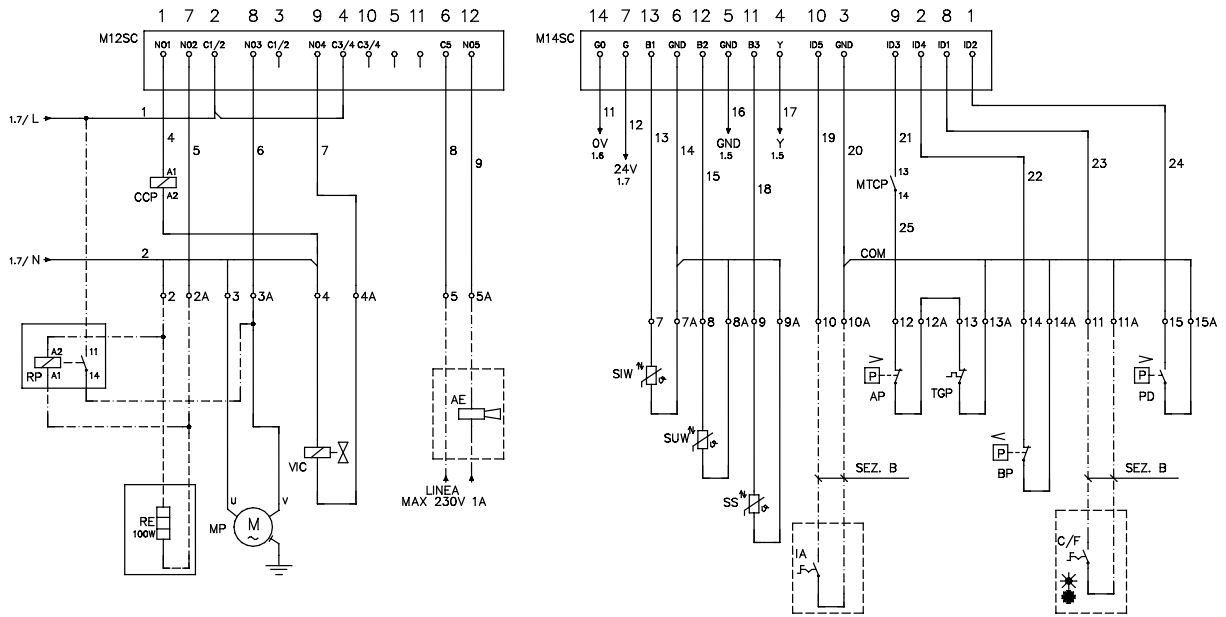 1 7 2 8 3 9 4 10 5 11 6 12
M12SC
NO1 NO2 C1/2 NO3 C1/2 NO4 C3/4 C3/4 C5 NO5
14 7 13 6 12 5 11 4 10 3 9 2 8 1
M14SC
G0 G B1 GND B2 GND B3 Y ID5 GND ID3 ID4 ID1 ID2
1.7/ L
1
4 5 6 7 8 9
A1
CCP
A2
1.7/ N
2
2 2A 3 3A 4 4A 5 5A
A2 11
RP
A1 14
AE
VIC
LINEA
MAX 230V 1A
U V
RE
100W
MP
M
~
11 12 13 14 15 16 17 18 19 20 21 22 23 24
0V
1.6
24V
1.7
GND
1.5
Y
1.5
13
MTCP
14
25
COM
7 7A 8 8A 9 9A 10 10A 12 12A 13 13A 14 14A 11 11A 15 15A
SIW
ϑ
P
AP
TGP
P
PD
SUW
ϑ
P
BP
SEZ. B
SEZ. B
SS
ϑ
IA
C/F